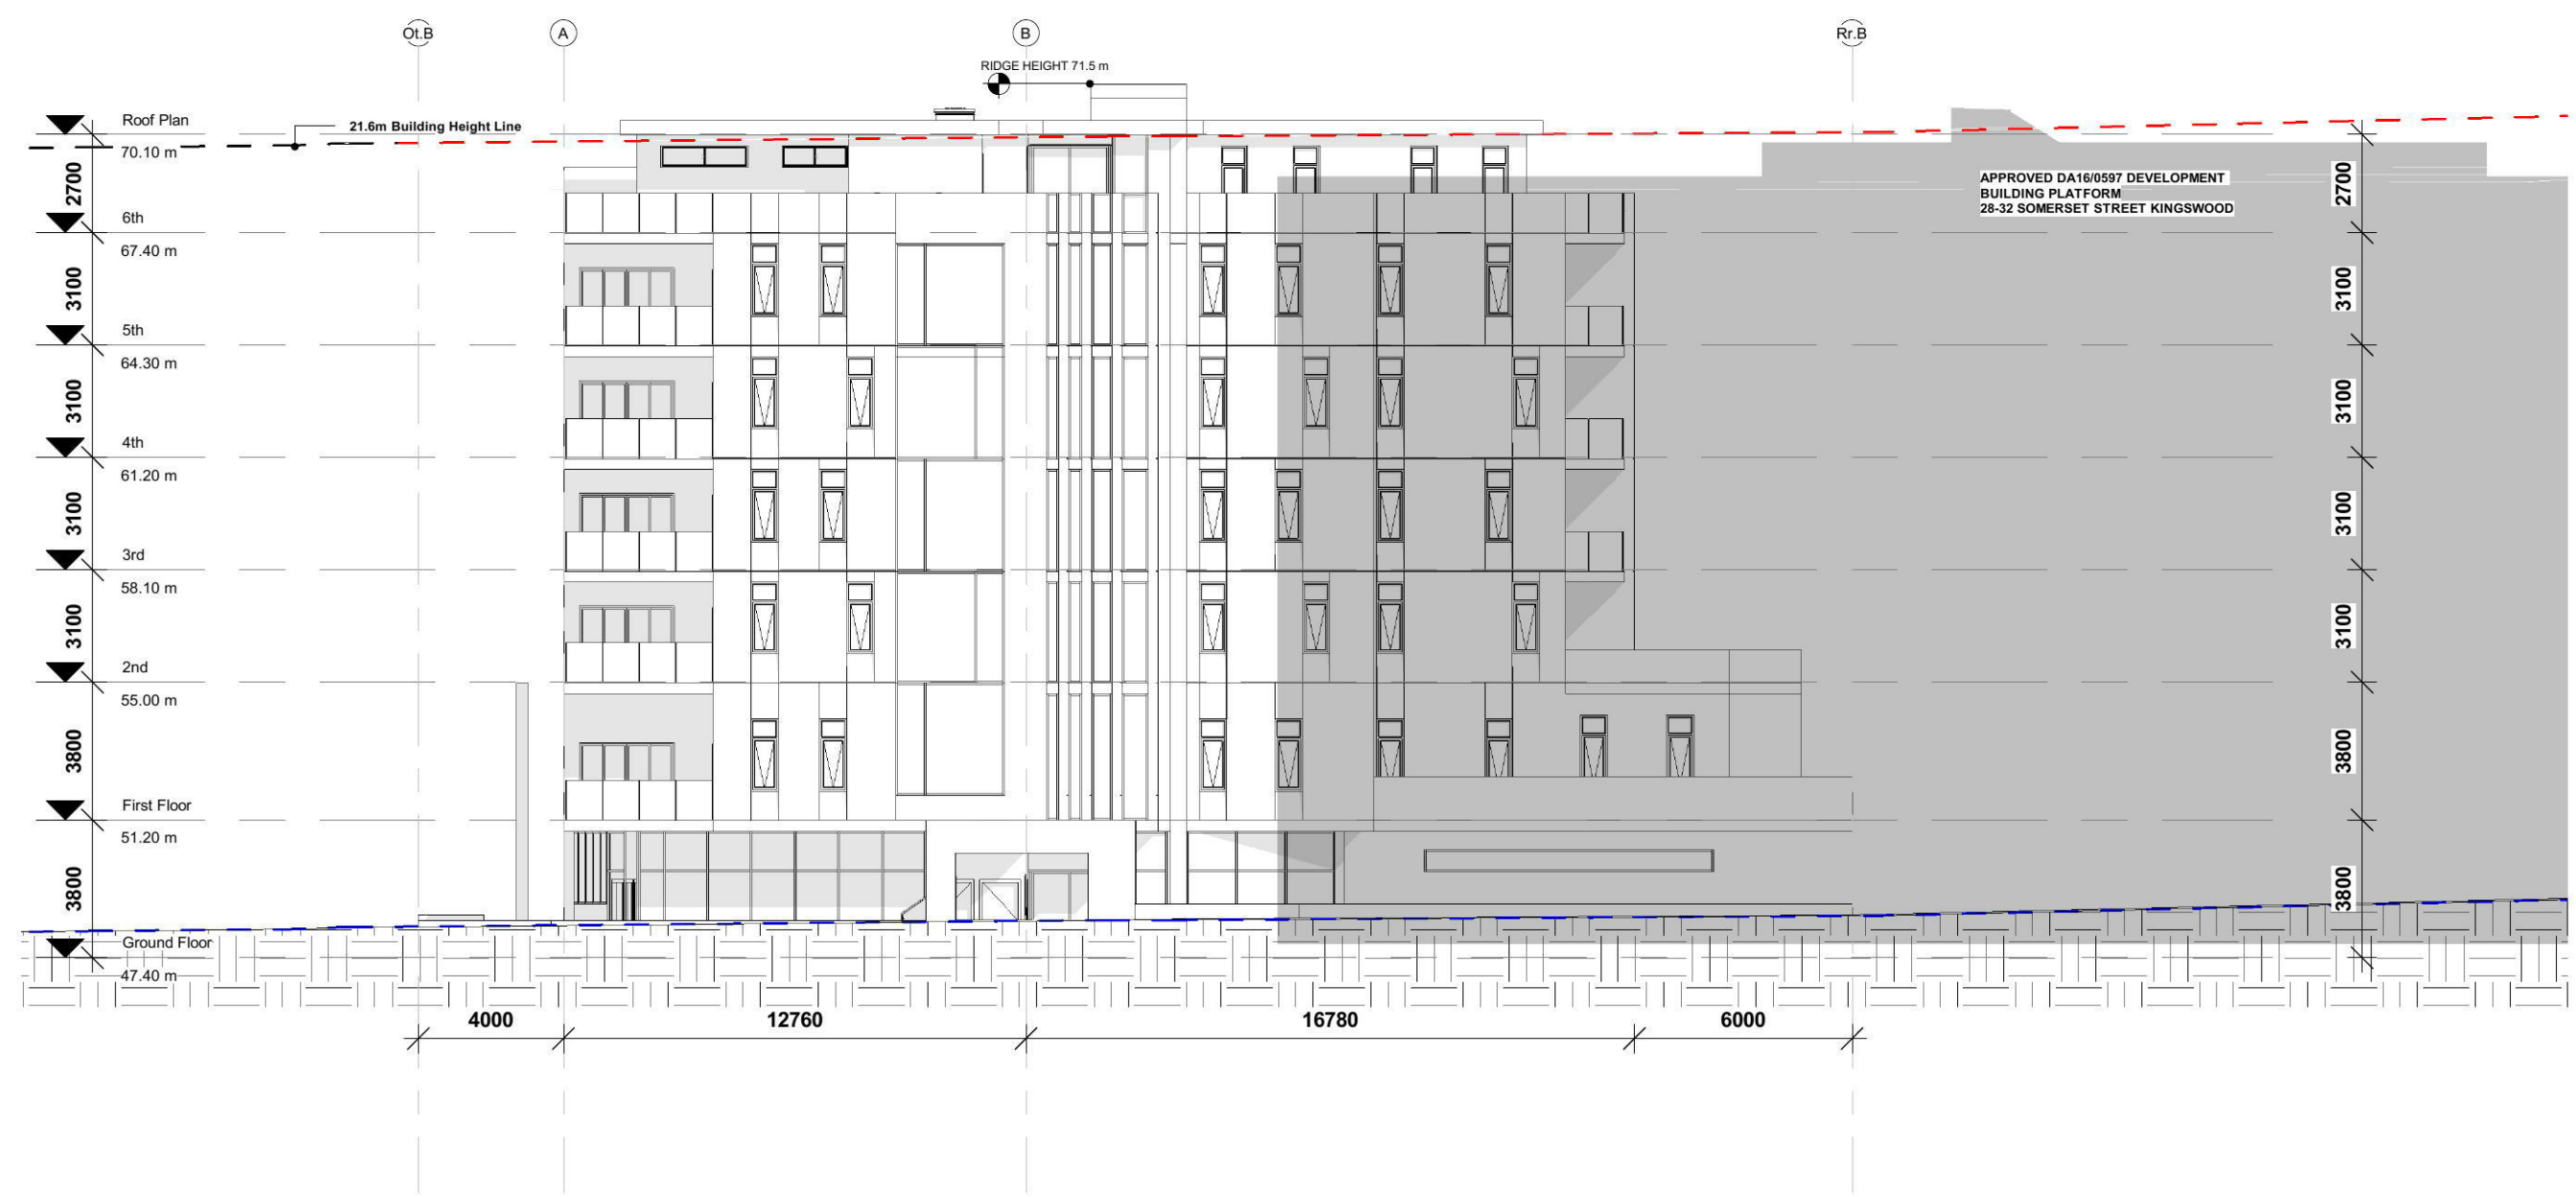 Ot.B
A
B
Rr.B
RIDGE HEIGHT 71.5 m
Roof Plan
70.10 m
21.6m Building Height Line
2700
6th
67.40 m
3100
5th
64.30 m
3100
4th
61.20 m
3100
3rd
58.10 m
3100
2nd
55.00 m
3800
First Floor
51.20 m
3800
Ground Floor
47.40 m
APPROVED DA16/0597 DEVELOPMENT
BUILDING PLATFORM
28-32 SOMERSET STREET KINGSWOOD
2700
3100
3100
3100
3100
3800
3800
4000
12760
16780
6000